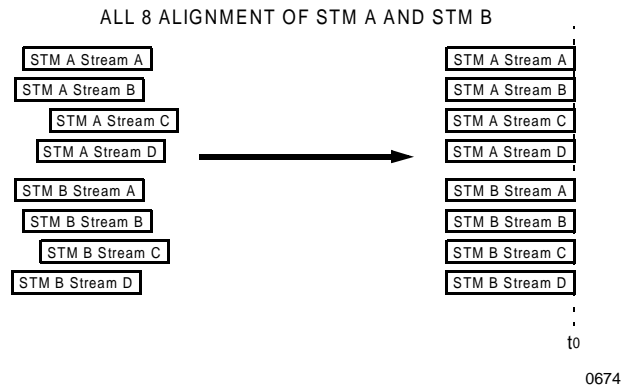 ALL 8 ALIGNMENT OF STM A AND STM B
STM A Stream A
STM A Stream B
STM A Stream C
STM A Stream D
STM B Stream A
STM B Stream B
STM B Stream C
STM B Stream D
STM A Stream A
STM A Stream B
STM A Stream C
STM A Stream D
STM B Stream A
STM B Stream B
STM B Stream C
STM B Stream D
t0
0674